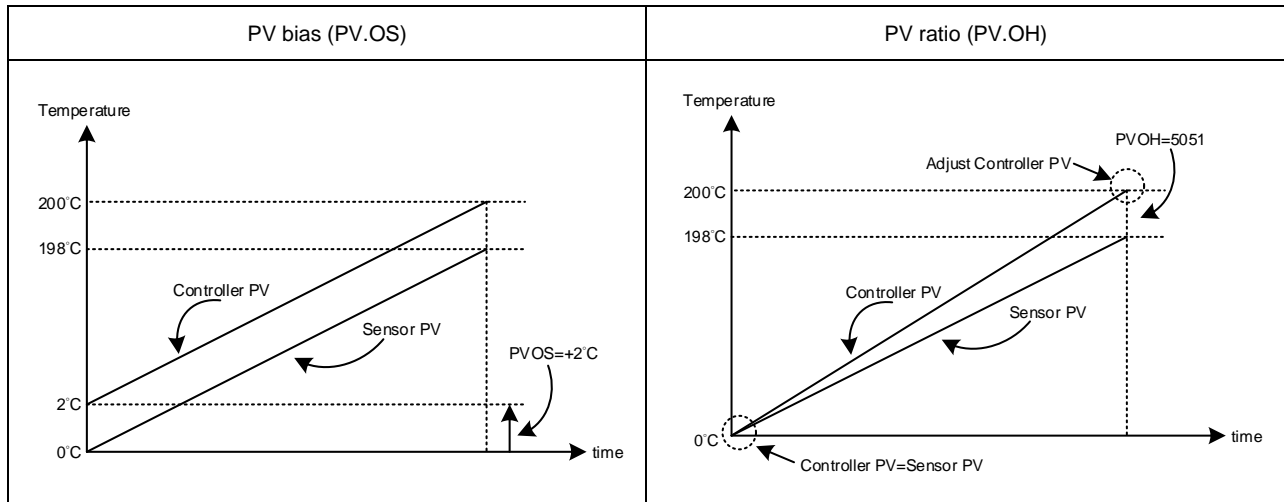 PV bias (PV.OS)
PV ratio (PV.OH)
Temperature
200°C
198°C
Controller PV
Sensor PV
PVOS=+2°C
2°C
0°C
time
Temperature
PVOH=5051
Adjust Controller PV
200°C
198°C
Controller PV
Sensor PV
0°C
time
Controller PV=Sensor PV